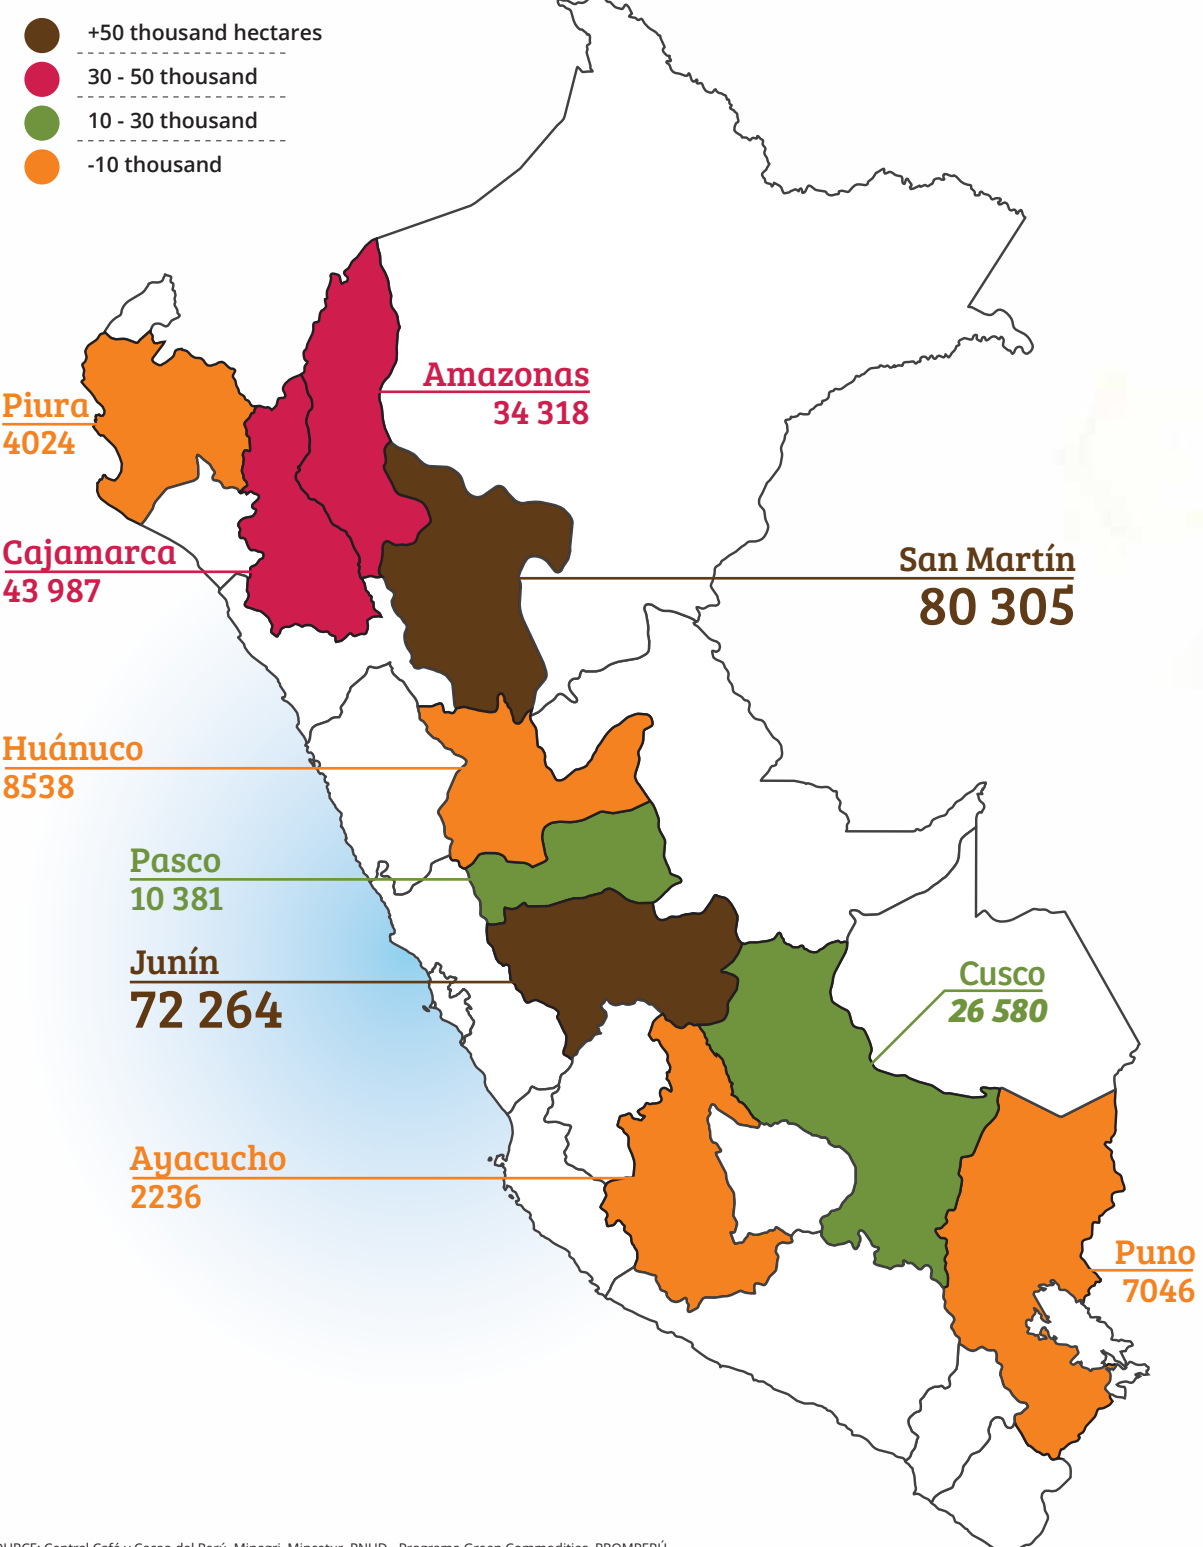 +50 thousand hectares
30 - 50 thousand
10 - 30 thousand
-10 thousand
Amazonas
34 318
Piura
4024
Cajamarca
43 987
San Martín
80 305
Huánuco
8538
Pasco
10 381
Junín
72 264
Cusco
26 580
Ayacucho
2236
Puno
7046